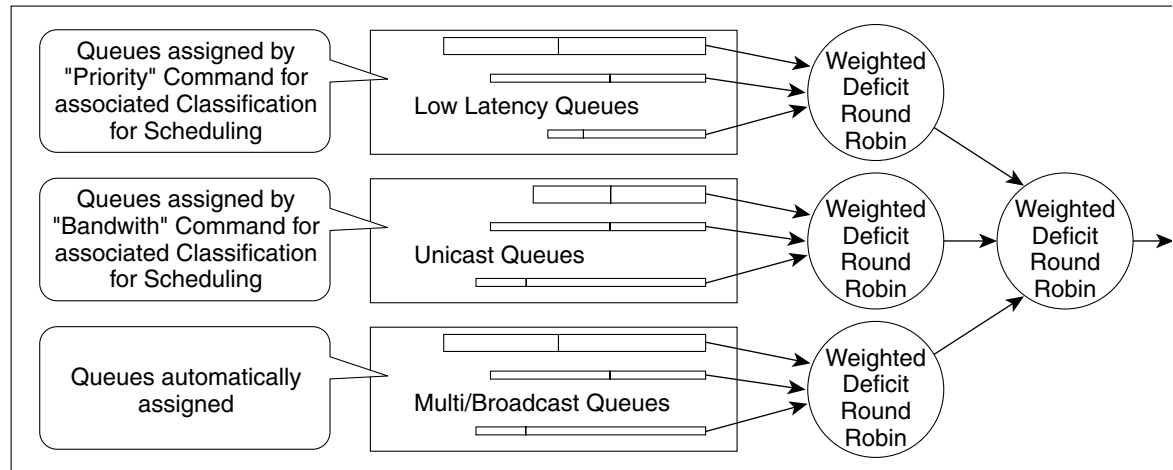 Queues assigned by
"Priority" Command for
associated Classification
for Scheduling
Low Latency Queues
Weighted
Deficit
Round
Robin
Queues assigned by
"Bandwith" Command for
associated Classification
for Scheduling
Unicast Queues
Weighted
Deficit
Round
Robin
Weighted
Deficit
Round
Robin
Queues automatically
assigned
Multi/Broadcast Queues
Weighted
Deficit
Round
Robin